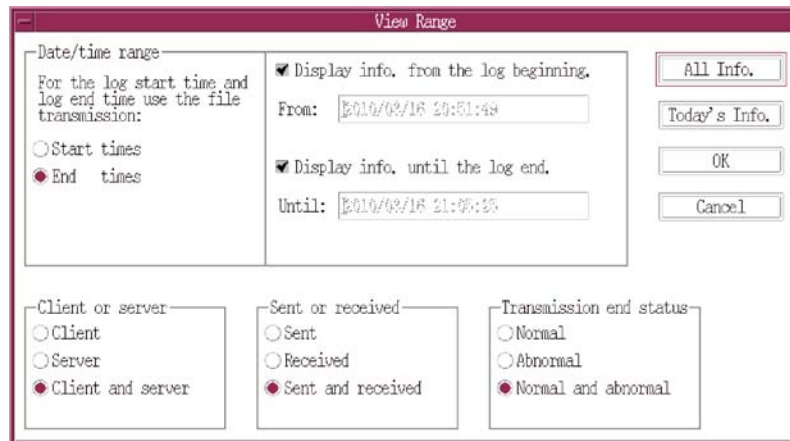 View Range
Date/time range
For the log start time and
log end time use the file
transmission:
Start times
End times
Display info. from the log beginning.
From: 2010/03/16 20:51:49
Display info. until the log end.
Until: 2010/03/16 21:05:25
All Info.
Today's Info.
OK
Cancel
Client or server
Client
Server
Client and server
Sent or received
Sent
Received
Sent and received
Transmission end status
Normal
Abnormal
Normal and abnormal